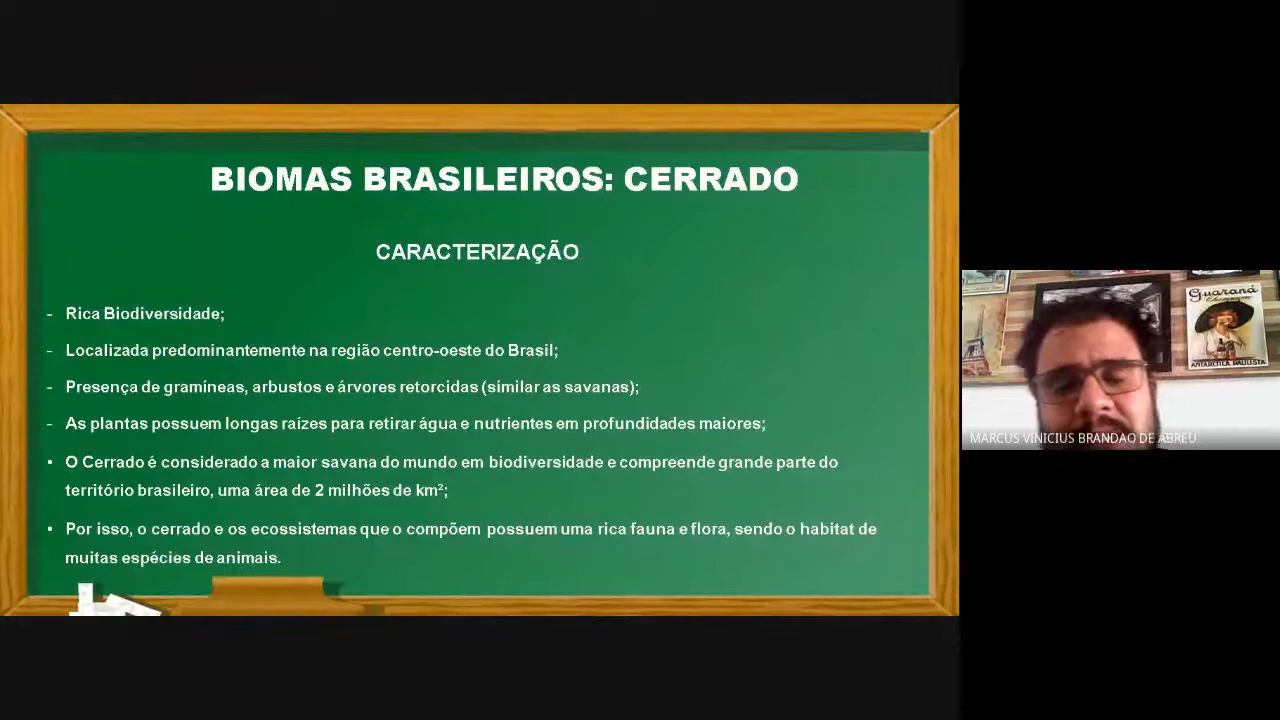 BIOMAS BRASILEIROS: CERRADO
CARACTERIZAÇÃO
- Rica Biodiversidade;
- Localizada predominantemente na região centro-oeste do Brasil;
- Presença de gramíneas, arbustos e árvores retorcidas (similar as savanas);
- As plantas possuem longas raízes para retirar água e nutrientes em profundidades maiores;
• O Cerrado é considerado a maior savana do mundo em biodiversidade e compreende grande parte do
território brasileiro, uma área de 2 milhões de km²;
• Por isso, o cerrado e os ecossistemas que o compõem possuem uma rica fauna e flora, sendo o habitat de
muitas espécies de animais.
Guaraná
Champagne
ANTARCTICA PAULISTA
MARCUS VINICIUS BRANDAO DE ABREU